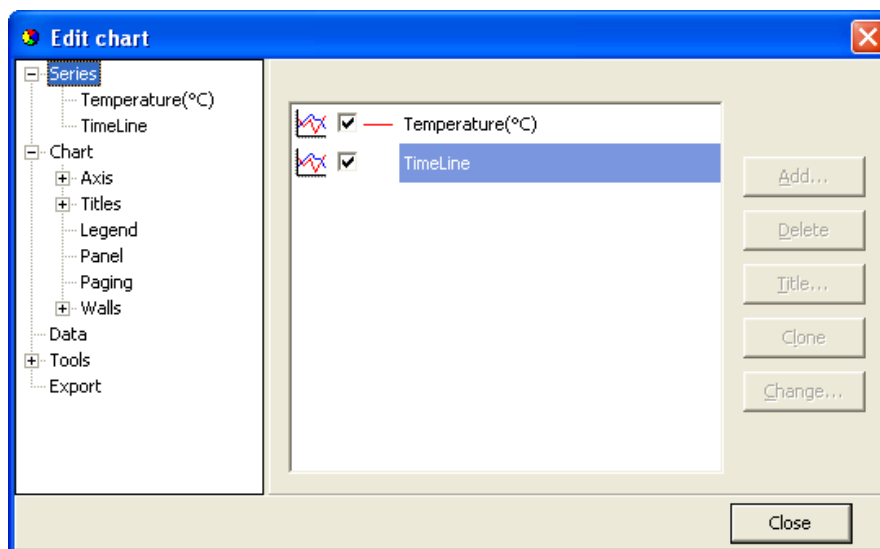 Edit chart
Series
Temperature(°C)
TimeLine
Chart
Axis
Titles
Legend
Panel
Paging
Walls
Data
Tools
Export
Temperature(°C)
TimeLine
Add...
Delete
Title...
Clone
Change...
Close